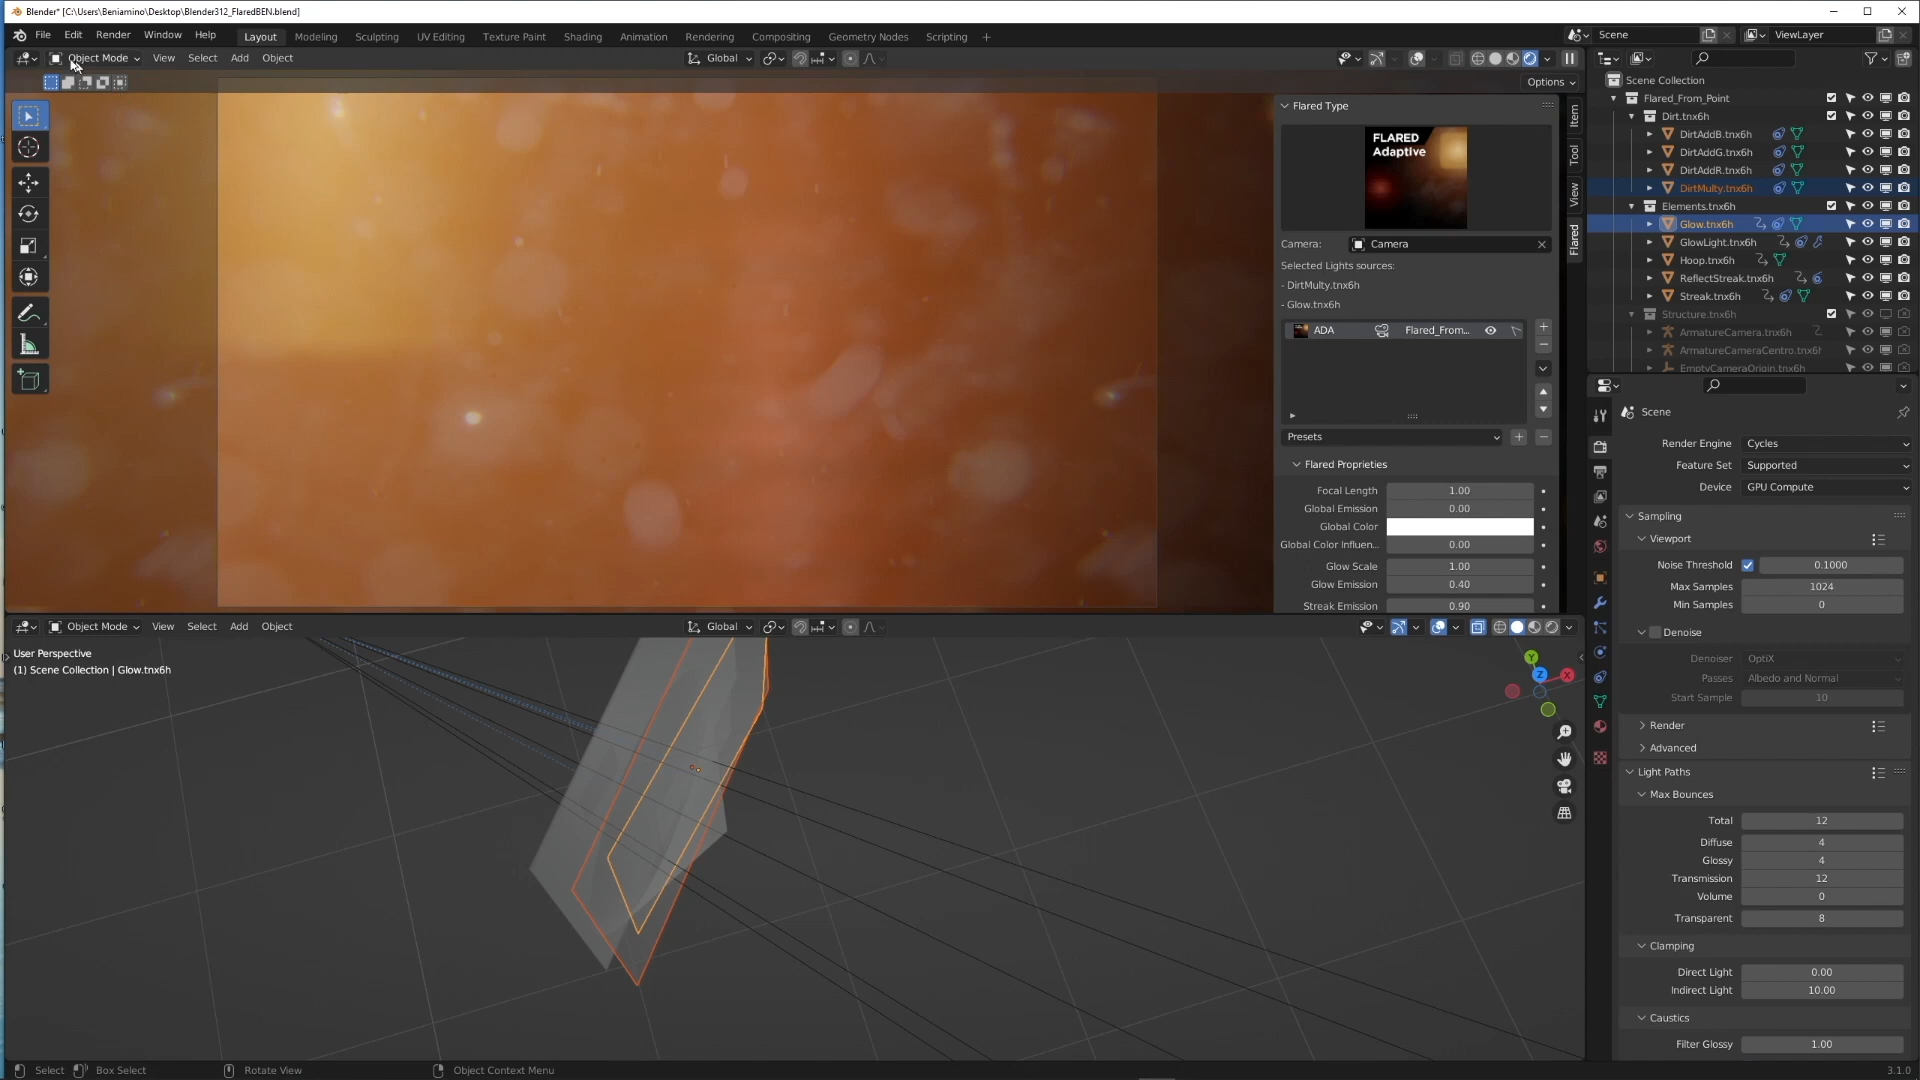 Blender* [C:\Users\Beniamino\Desktop\Blender312_FlaredBEN.blend]
File Edit Render Window Help Layout Modeling Sculpting UV Editing Texture Paint Shading Animation Rendering Compositing Geometry Nodes Scripting +
Scene ViewLayer
Object Mode View Select Add Object Global
Options
Flared Type
FLARED
Adaptive
Camera: Camera
Selected Lights sources:
- DirtMulty.tnx6h
- Glow.tnx6h
ADA Flared_From...
Presets
Flared Proprieties
Focal Length 1.00
Global Emission 0.00
Global Color
Global Color Influen... 0.00
Glow Scale 1.00
Glow Emission 0.40
Streak Emission 0.90
Item
Tool
View
Flared
Scene Collection
Flared_From_Point
Dirt.tnx6h
DirtAddB.tnx6h
DirtAddG.tnx6h
DirtAddR.tnx6h
DirtMulty.tnx6h
Elements.tnx6h
Glow.tnx6h
GlowLight.tnx6h
Hoop.tnx6h
ReflectStreak.tnx6h
Streak.tnx6h
Structure.tnx6h
ArmatureCamera.tnx6h
ArmatureCameraCentro.tnx6h
EmptyCameraOrigin.tnx6h
Scene
Render Engine Cycles
Feature Set Supported
Device GPU Compute
Sampling
Viewport
Noise Threshold 0.1000
Max Samples 1024
Min Samples 0
Denoise
Denoiser OptiX
Passes Albedo and Normal
Start Sample 10
Render
Advanced
Light Paths
Max Bounces
Total 12
Diffuse 4
Glossy 4
Transmission 12
Volume 0
Transparent 8
Clamping
Direct Light 0.00
Indirect Light 10.00
Caustics
Filter Glossy 1.00
Object Mode View Select Add Object Global
User Perspective
(1) Scene Collection | Glow.tnx6h
Y
Z
X
Select Box Select Rotate View Object Context Menu 3.1.0